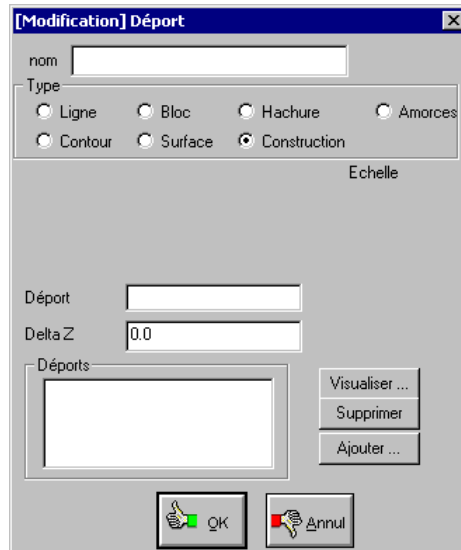 [Modification] Déport
nom
Type
Ligne Bloc Hachure Amorces
Contour Surface Construction
Echelle
Déport
Delta Z 0.0
Déports
Visualiser ...
Supprimer
Ajouter ...
OK Annul